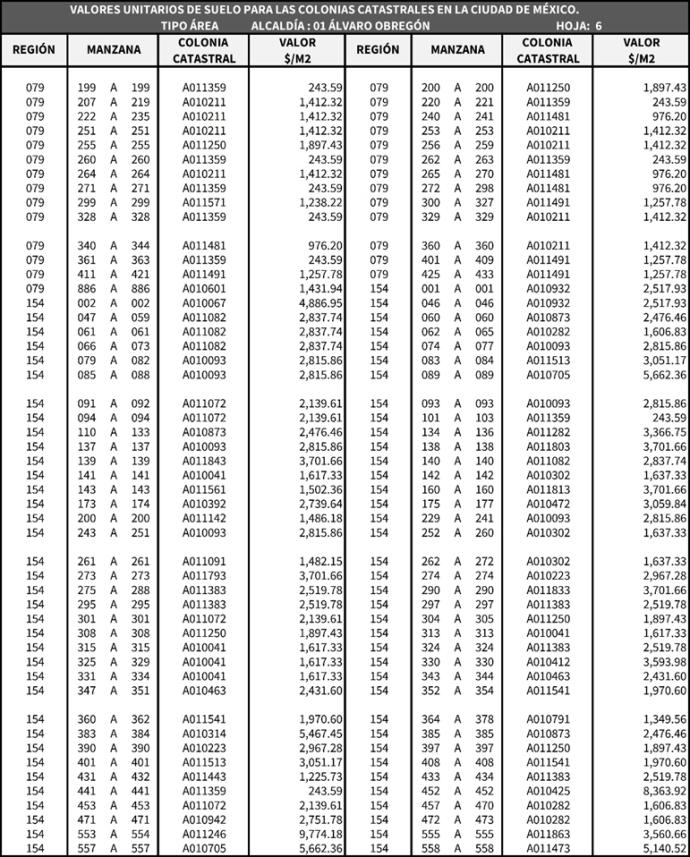 VALORES UNITARIOS DE SUELO PARA LAS COLONIAS CATASTRALES EN LA CIUDAD DE MÉXICO.
TIPO ÁREA ALCALDÍA : 01 ÁLVARO OBREGÓN HOJA: 6
REGIÓN MANZANA COLONIA CATASTRAL VALOR $/M2 REGIÓN MANZANA COLONIA CATASTRAL VALOR $/M2
079 199 A 199 A011359 243.59 079 200 A 200 A011250 1,897.43
079 207 A 219 A010211 1,412.32 079 220 A 221 A011359 243.59
079 222 A 235 A010211 1,412.32 079 240 A 241 A011481 976.20
079 251 A 251 A010211 1,412.32 079 253 A 253 A010211 1,412.32
079 255 A 255 A011250 1,897.43 079 256 A 259 A010211 1,412.32
079 260 A 260 A011359 243.59 079 262 A 263 A011359 243.59
079 264 A 264 A010211 1,412.32 079 265 A 270 A011481 976.20
079 271 A 271 A011359 243.59 079 272 A 298 A011481 976.20
079 299 A 299 A011571 1,238.22 079 300 A 327 A011491 1,257.78
079 328 A 328 A011359 243.59 079 329 A 329 A010211 1,412.32
079 340 A 344 A011481 976.20 079 360 A 360 A010211 1,412.32
079 361 A 363 A011359 243.59 079 401 A 409 A011491 1,257.78
079 411 A 421 A011491 1,257.78 079 425 A 433 A011491 1,257.78
079 886 A 886 A010601 1,431.94 154 001 A 001 A010932 2,517.93
154 002 A 002 A010067 4,886.95 154 046 A 046 A010932 2,517.93
154 047 A 059 A011082 2,837.74 154 060 A 060 A010873 2,476.46
154 061 A 061 A011082 2,837.74 154 062 A 065 A010282 1,606.83
154 066 A 073 A011082 2,837.74 154 074 A 077 A010093 2,815.86
154 079 A 082 A010093 2,815.86 154 083 A 084 A011513 3,051.17
154 085 A 088 A010093 2,815.86 154 089 A 089 A010705 5,662.36
154 091 A 092 A011072 2,139.61 154 093 A 093 A010093 2,815.86
154 094 A 094 A011072 2,139.61 154 101 A 103 A011359 243.59
154 110 A 133 A010873 2,476.46 154 134 A 136 A011282 3,366.75
154 137 A 137 A010093 2,815.86 154 138 A 138 A011803 3,701.66
154 139 A 139 A011843 3,701.66 154 140 A 140 A011082 2,837.74
154 141 A 141 A010041 1,617.33 154 142 A 142 A010302 1,637.33
154 143 A 143 A011561 1,502.36 154 160 A 160 A011813 3,701.66
154 173 A 174 A010392 2,739.64 154 175 A 177 A010472 3,059.84
154 200 A 200 A011142 1,486.18 154 229 A 241 A010093 2,815.86
154 243 A 251 A010093 2,815.86 154 252 A 260 A010302 1,637.33
154 261 A 261 A011091 1,482.15 154 262 A 272 A010302 1,637.33
154 273 A 273 A011793 3,701.66 154 274 A 274 A010223 2,967.28
154 275 A 288 A011383 2,519.78 154 290 A 290 A011833 3,701.66
154 295 A 295 A011383 2,519.78 154 297 A 297 A011383 2,519.78
154 301 A 301 A011072 2,139.61 154 304 A 305 A011250 1,897.43
154 308 A 308 A011250 1,897.43 154 313 A 313 A010041 1,617.33
154 315 A 315 A010041 1,617.33 154 324 A 324 A011383 2,519.78
154 325 A 329 A010041 1,617.33 154 330 A 330 A010412 3,593.98
154 331 A 334 A010041 1,617.33 154 343 A 344 A010463 2,431.60
154 347 A 351 A010463 2,431.60 154 352 A 354 A011541 1,970.60
154 360 A 362 A011541 1,970.60 154 364 A 378 A010791 1,349.56
154 383 A 384 A010314 5,467.45 154 385 A 385 A010873 2,476.46
154 390 A 390 A010223 2,967.28 154 397 A 397 A011250 1,897.43
154 401 A 401 A011513 3,051.17 154 408 A 408 A011541 1,970.60
154 431 A 432 A011443 1,225.73 154 433 A 434 A011383 2,519.78
154 441 A 441 A011359 243.59 154 452 A 452 A010425 8,363.92
154 453 A 453 A011072 2,139.61 154 457 A 470 A010282 1,606.83
154 471 A 471 A010942 2,751.78 154 472 A 473 A010282 1,606.83
154 553 A 554 A011246 9,774.18 154 555 A 555 A011863 3,560.66
154 557 A 557 A010705 5,662.36 154 558 A 558 A011473 5,140.52